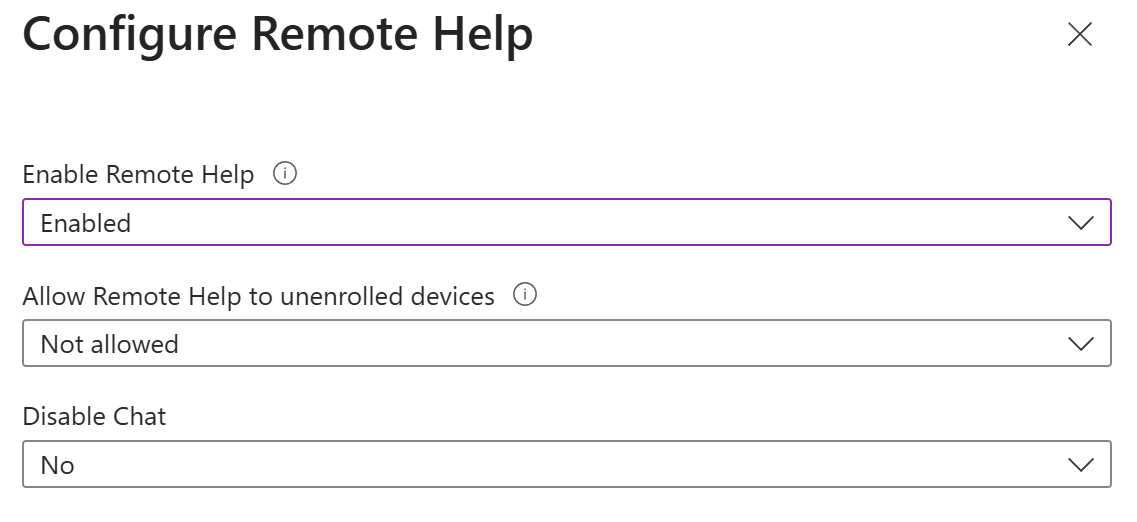 Configure Remote Help
Enable Remote Help
Enabled
Allow Remote Help to unenrolled devices
Not allowed
Disable Chat
No